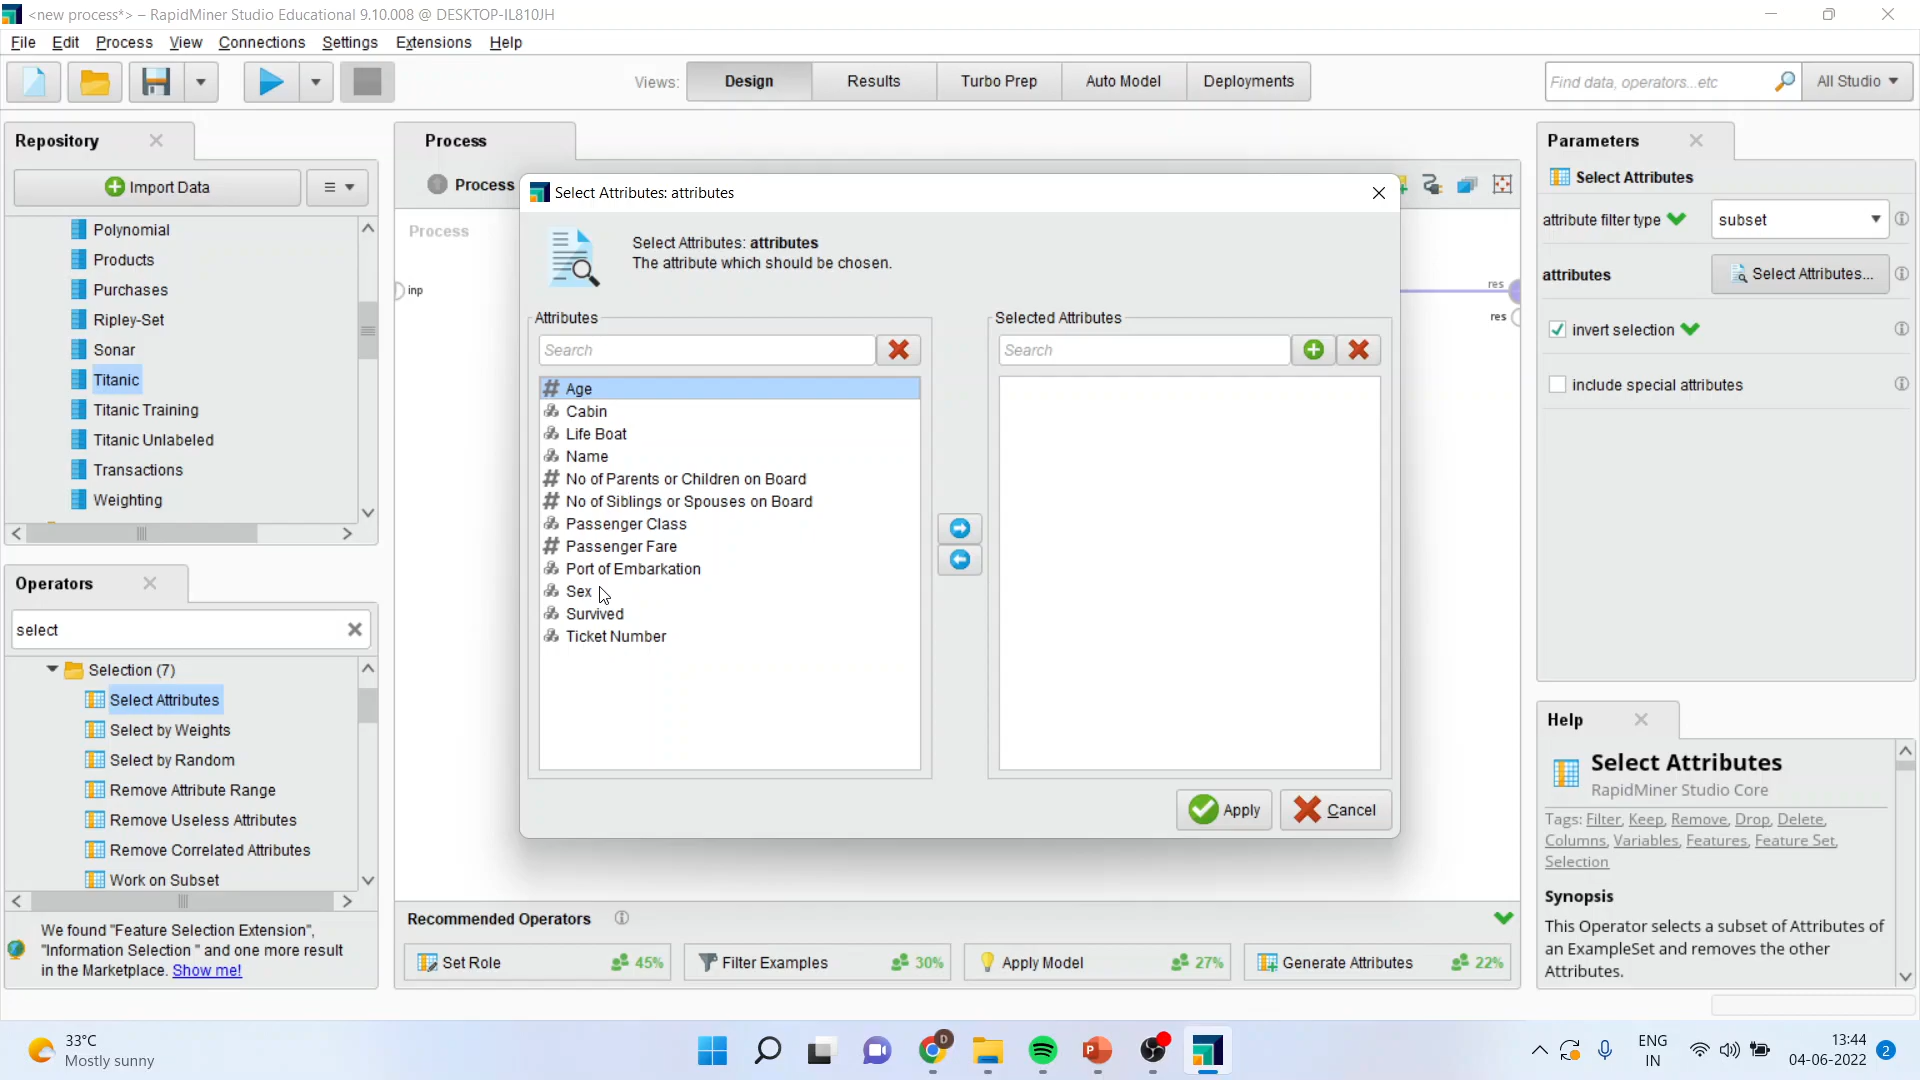 <new process*> – RapidMiner Studio Educational 9.10.008 @ DESKTOP-IL810JH
File Edit Process View Connections Settings Extensions Help
Views: Design Results Turbo Prep Auto Model Deployments
Find data, operators...etc
All Studio
Repository
Import Data
Polynomial
Products
Purchases
Ripley-Set
Sonar
Titanic
Titanic Training
Titanic Unlabeled
Transactions
Weighting
Operators
select
Selection (7)
Select Attributes
Select by Weights
Select by Random
Remove Attribute Range
Remove Useless Attributes
Remove Correlated Attributes
Work on Subset
We found "Feature Selection Extension",
"Information Selection " and one more result
in the Marketplace. Show me!
Process
Process
Process
inp
res
res
Select Attributes: attributes
Select Attributes: attributes
The attribute which should be chosen.
Attributes
Search
Age
Cabin
Life Boat
Name
No of Parents or Children on Board
No of Siblings or Spouses on Board
Passenger Class
Passenger Fare
Port of Embarkation
Sex
Survived
Ticket Number
Selected Attributes
Search
Apply
Cancel
Recommended Operators
Set Role 45%
Filter Examples 30%
Apply Model 27%
Generate Attributes 22%
Parameters
Select Attributes
attribute filter type subset
attributes Select Attributes...
invert selection
include special attributes
Help
Select Attributes
RapidMiner Studio Core
Tags: Filter, Keep, Remove, Drop, Delete,
Columns, Variables, Features, Feature Set,
Selection
Synopsis
This Operator selects a subset of Attributes of
an ExampleSet and removes the other
Attributes.
33°C
Mostly sunny
D
ENG
IN
13:44
04-06-2022
2